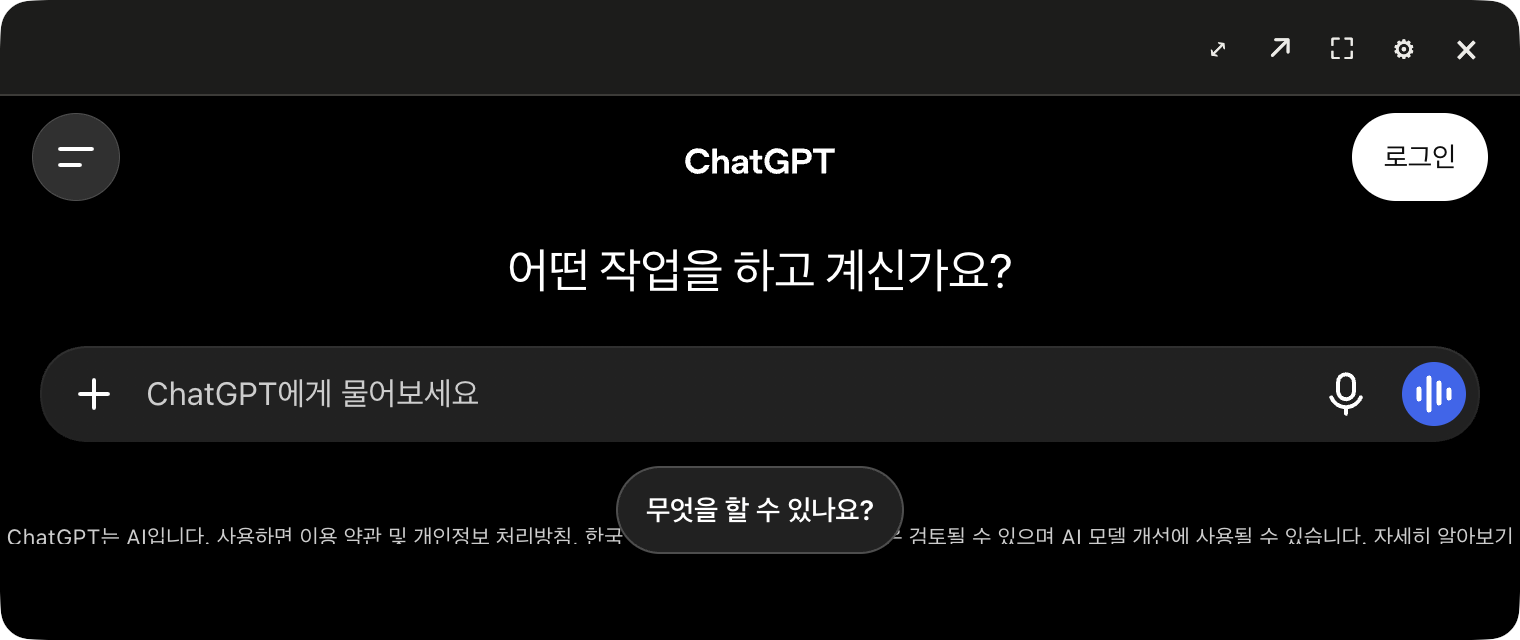 ChatGPT
로그인
어떤 작업을 하고 계신가요?
ChatGPT에게 물어보세요
무엇을 할 수 있나요?
ChatGPT는 AI입니다. 사용하면 이용 약관 및 개인정보 처리방침, 한국 검토될 수 있으며 AI 모델 개선에 사용될 수 있습니다. 자세히 알아보기